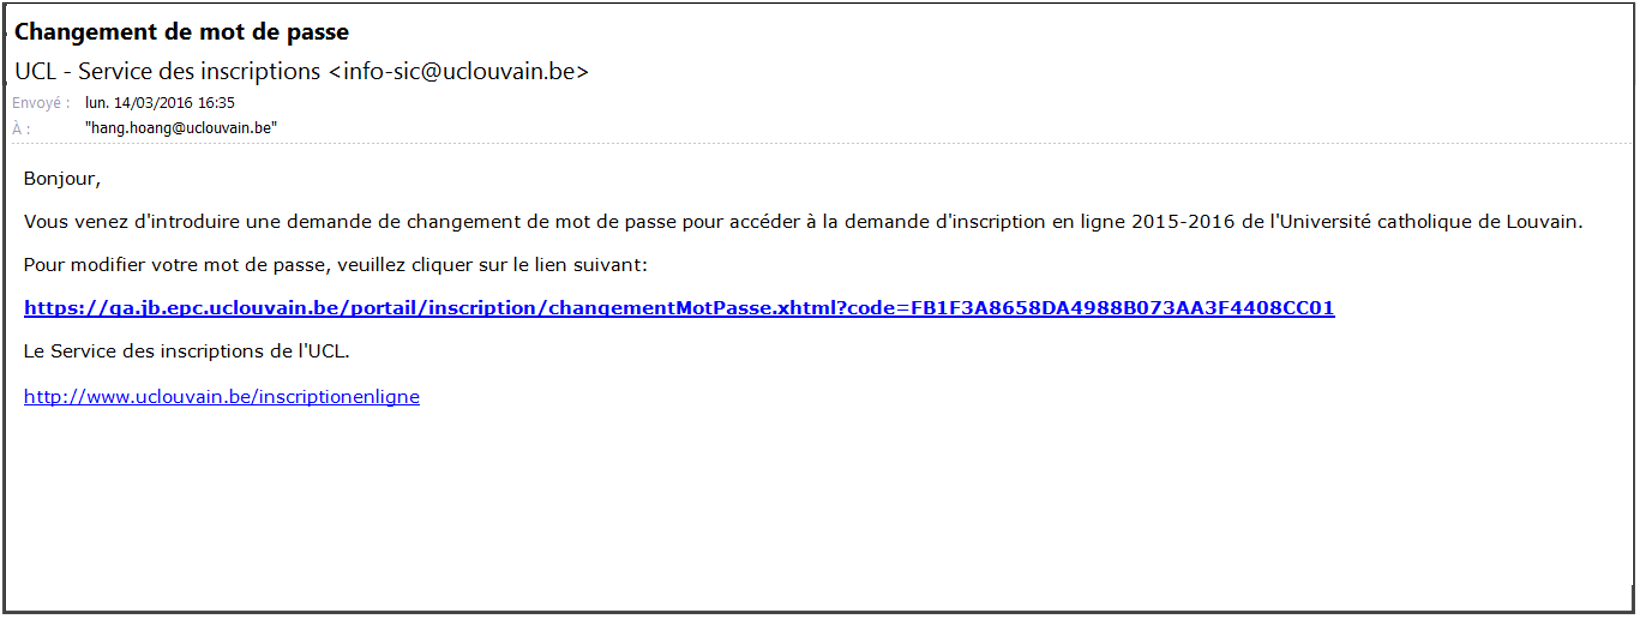 Changement de mot de passe
UCL - Service des inscriptions <info-sic@uclouvain.be>
Envoyé : lun. 14/03/2016 16:35
À : "hang.hoang@uclouvain.be"
Bonjour,
Vous venez d'introduire une demande de changement de mot de passe pour accéder à la demande d'inscription en ligne 2015-2016 de l'Université catholique de Louvain.
Pour modifier votre mot de passe, veuillez cliquer sur le lien suivant:
https://qa.jb.epc.uclouvain.be/portail/inscription/changementMotPasse.xhtml?code=FB1F3A8658DA4988B073AA3F4408CC01
Le Service des inscriptions de l'UCL.
http://www.uclouvain.be/inscriptionenligne